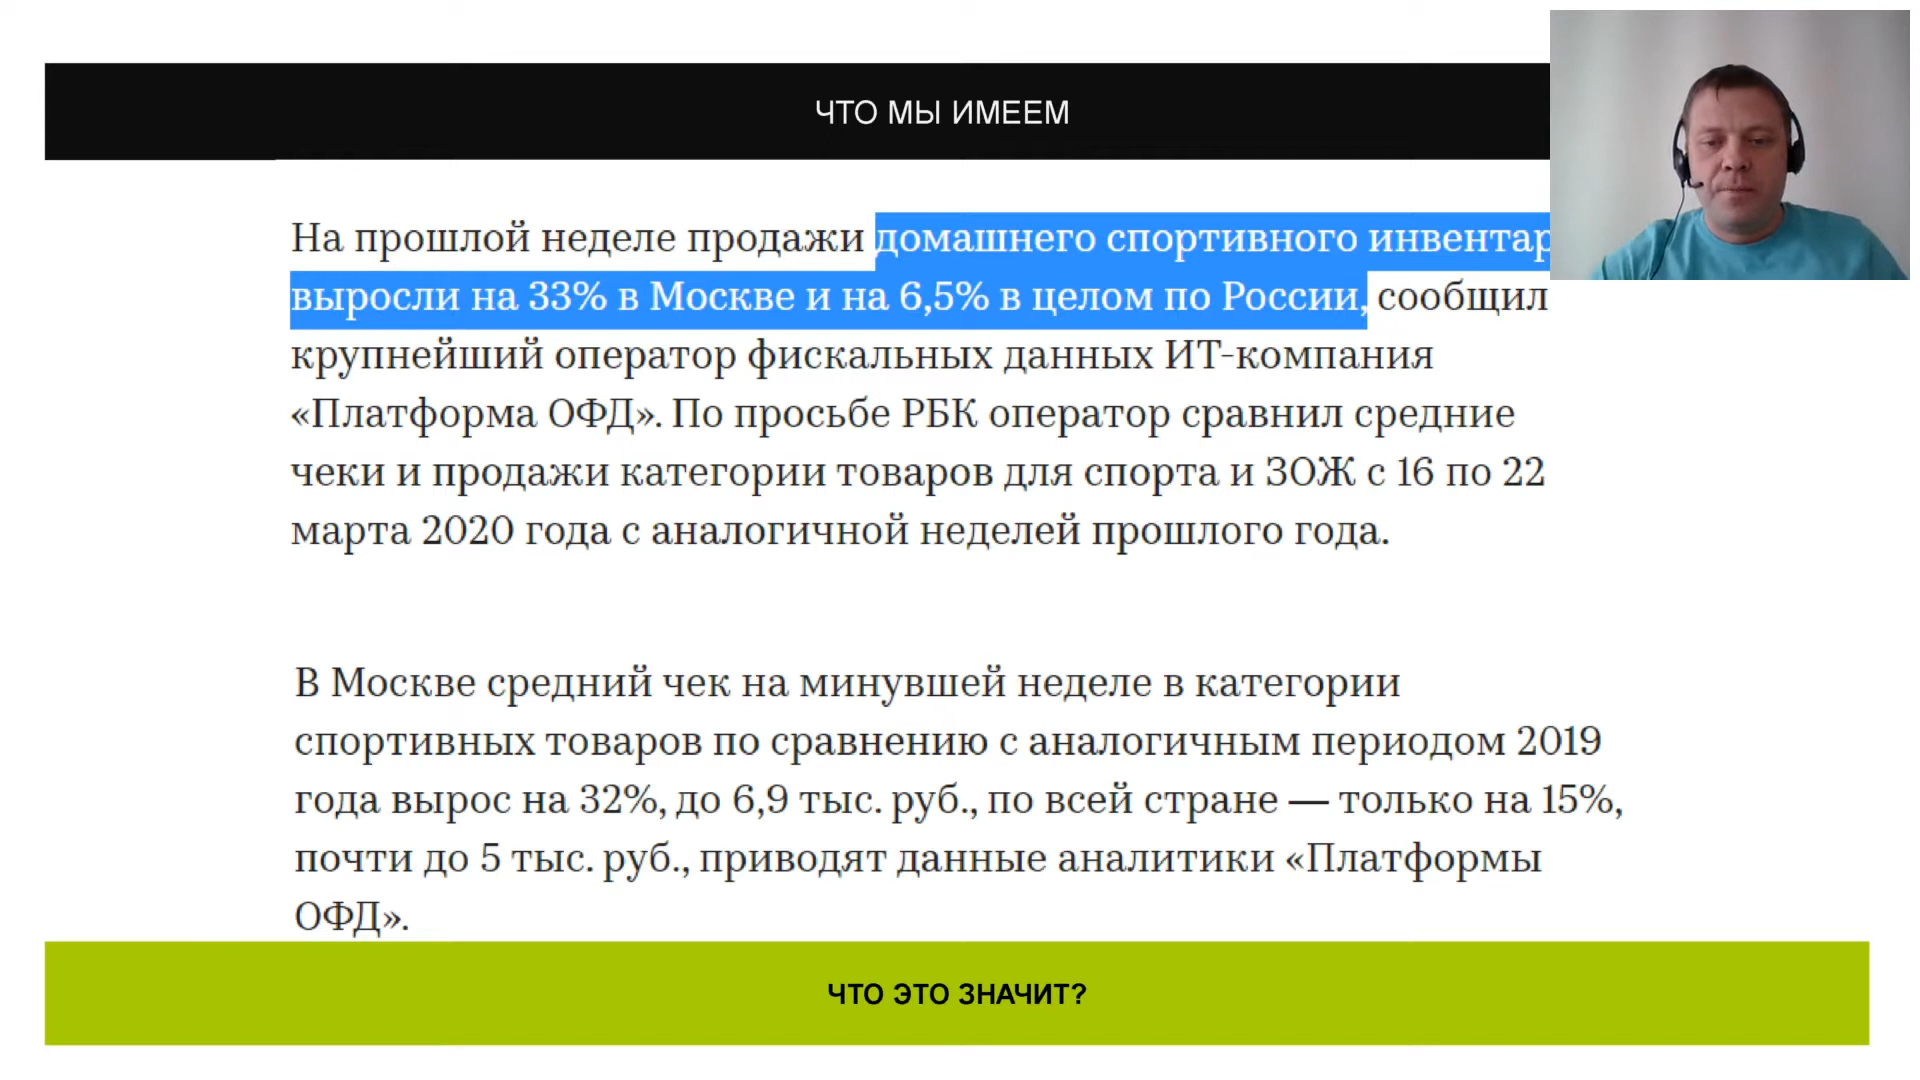 ЧТО МЫ ИМЕЕМ
На прошлой неделе продажи домашнего спортивного
выросли на 33% в Москве и на 6,5% в целом по России, сообщил
крупнейший оператор фискальных данных ИТ-компания
«Платформа ОФД». По просьбе РБК оператор сравнил средние
чеки и продажи категории товаров для спорта и ЗОЖ с 16 по 22
марта 2020 года с аналогичной неделей прошлого года.
В Москве средний чек на минувшей неделе в категории
спортивных товаров по сравнению с аналогичным периодом 2019
года вырос на 32%, до 6,9 тыс. руб., по всей стране — только на 15%,
почти до 5 тыс. руб., приводят данные аналитики «Платформы
ОФД».
ЧТО ЭТО ЗНАЧИТ?